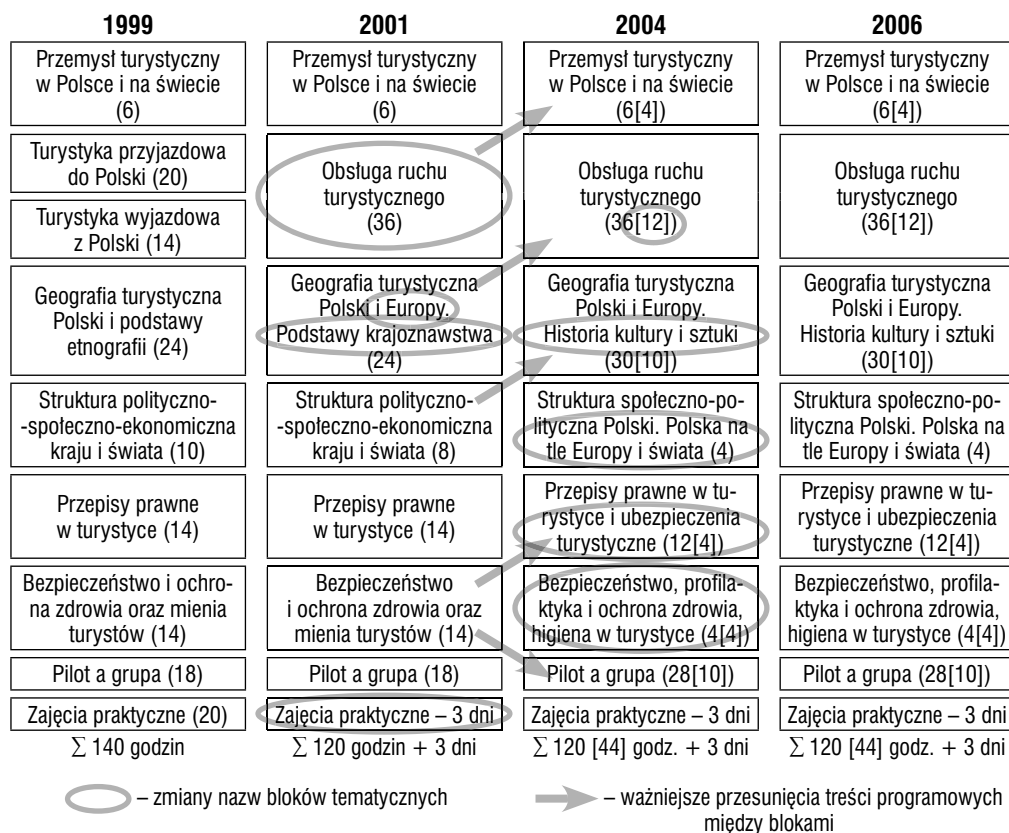 1999
Przemysł turystyczny
w Polsce i na świecie
(6)
Turystyka przyjazdowa
do Polski (20)
Turystyka wyjazdowa
z Polski (14)
Geografia turystyczna
Polski i podstawy
etnografii (24)
Struktura polityczno-
-społeczno-ekonomiczna
kraju i świata (10)
Przepisy prawne
w turystyce (14)
Bezpieczeństwo i ochro-
na zdrowia oraz mienia
turystów (14)
Pilot a grupa (18)
Zajęcia praktyczne (20)
∑ 140 godzin
2001
Przemysł turystyczny
w Polsce i na świecie
(6)
Obsługa ruchu
turystycznego
(36)
Geografia turystyczna
Polski i Europy.
Podstawy krajoznawstwa
(24)
Struktura polityczno-
-społeczno-ekonomiczna
kraju i świata (8)
Przepisy prawne
w turystyce (14)
Bezpieczeństwo
i ochrona zdrowia oraz
mienia turystów (14)
Pilot a grupa (18)
Zajęcia praktyczne – 3 dni
∑ 120 godzin + 3 dni
2004
Przemysł turystyczny
w Polsce i na świecie
(6[4])
Obsługa ruchu
turystycznego
(36[12])
Geografia turystyczna
Polski i Europy.
Historia kultury i sztuki
(30[10])
Struktura społeczno-po-
lityczna Polski. Polska na
tle Europy i świata (4)
Przepisy prawne w tu-
rystyce i ubezpieczenia
turystyczne (12[4])
Bezpieczeństwo, profila-
ktyka i ochrona zdrowia,
higiena w turystyce (4[4])
Pilot a grupa (28[10])
Zajęcia praktyczne – 3 dni
∑ 120 [44] godz. + 3 dni
2006
Przemysł turystyczny
w Polsce i na świecie
(6[4])
Obsługa ruchu
turystycznego
(36[12])
Geografia turystyczna
Polski i Europy.
Historia kultury i sztuki
(30[10])
Struktura społeczno-po-
lityczna Polski. Polska na
tle Europy i świata (4)
Przepisy prawne w tu-
rystyce i ubezpieczenia
turystyczne (12[4])
Bezpieczeństwo, profila-
ktyka i ochrona zdrowia,
higiena w turystyce (4[4])
Pilot a grupa (28[10])
Zajęcia praktyczne – 3 dni
∑ 120 [44] godz. + 3 dni
– zmiany nazw bloków tematycznych
– ważniejsze przesunięcia treści programowych
między blokami